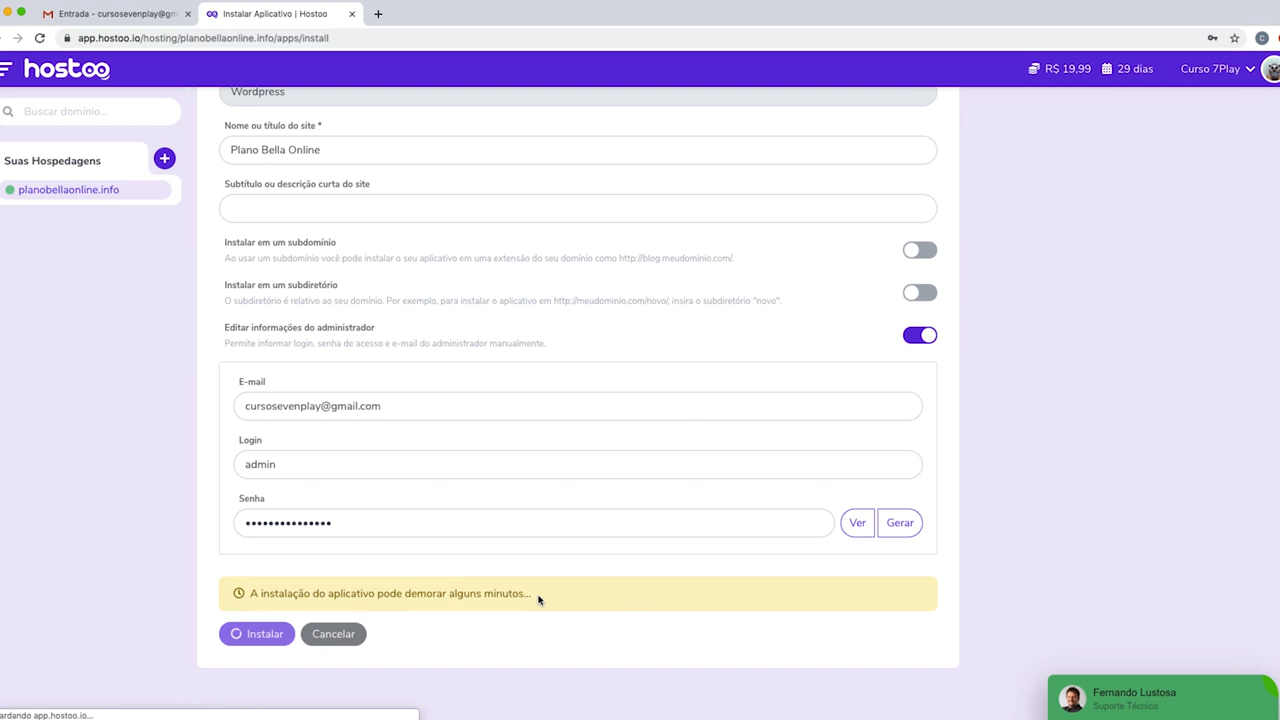 Entrada - cursosevenplay@gm
Instalar Aplicativo | Hostoo
app.hostoo.io/hosting/planobellaonline.info/apps/install
hostoo
R$ 19,99
29 dias
Curso 7Play
Buscar domínio...
Suas Hospedagens
planobellaonline.info
Wordpress
Nome ou título do site *
Plano Bella Online
Subtítulo ou descrição curta do site
Instalar em um subdomínio
Ao usar um subdomínio você pode instalar o seu aplicativo em uma extensão do seu domínio como http://blog.meudominio.com/.
Instalar em um subdiretório
O subdiretório é relativo ao seu domínio. Por exemplo, para instalar o aplicativo em http://meudominio.com/novo/, insira o subdiretório "novo".
Editar informações do administrador
Permite informar login, senha de acesso e e-mail do administrador manualmente.
E-mail
cursosevenplay@gmail.com
Login
admin
Senha
•••••••••••••••
Ver
Gerar
A instalação do aplicativo pode demorar alguns minutos...
Instalar
Cancelar
Fernando Lustosa
Suporte Técnico
ardando app.hostoo.io...